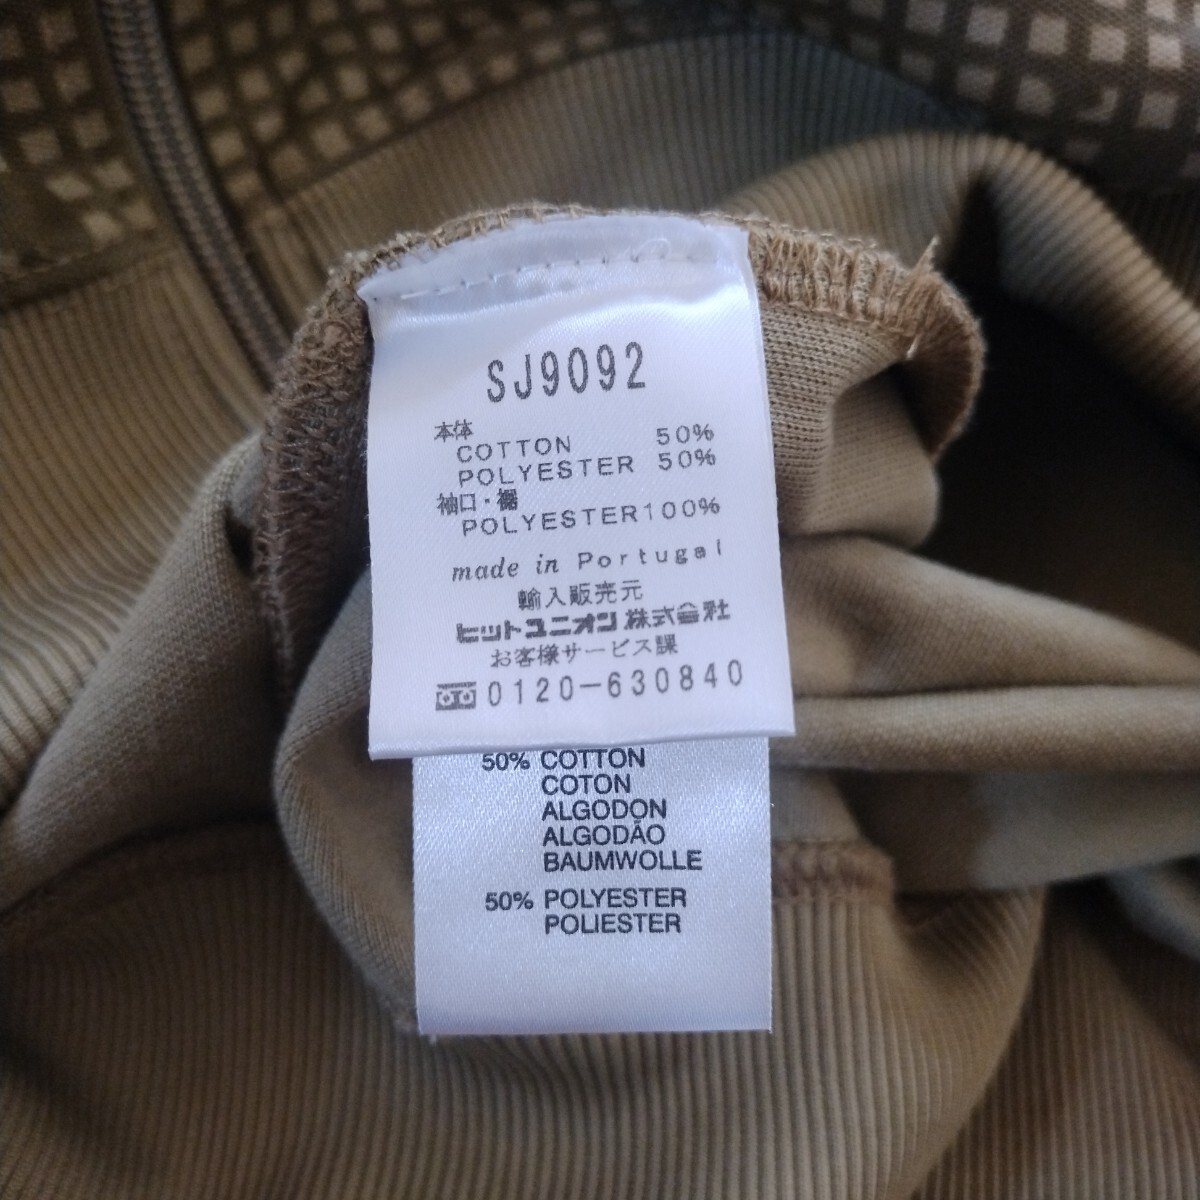 SJ9092
本体
COTTON 50%
POLYESTER 50%
袖口・裾
POLYESTER100%
made in Portugal
輸入販売元
ヒットユニオン株式会社
お客様サービス課
0120-630840
50% COTTON
COTON
ALGODON
ALGODÃO
BAUMWOLLE
50% POLYESTER
POLIESTER